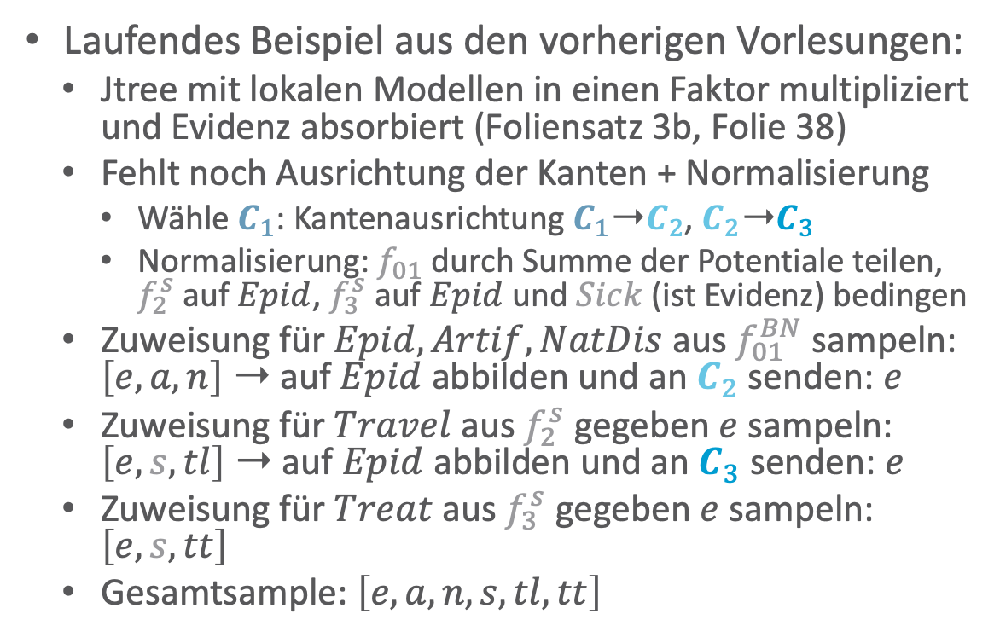 • Laufendes Beispiel aus den vorherigen Vorlesungen:
• Jtree mit lokalen Modellen in einen Faktor multipliziert
und Evidenz absorbiert (Foliensatz 3b, Folie 38)
• Fehlt noch Ausrichtung der Kanten + Normalisierung
• Wähle C₁: Kantenausrichtung C₁→C₂, C₂→C₃
• Normalisierung: f₀₁ durch Summe der Potentiale teilen,
f₂ˢ auf Epid, f₃ˢ auf Epid und Sick (ist Evidenz) bedingen
• Zuweisung für Epid, Artif, NatDis aus f₀₁ᴮᴺ sampeln:
[e, a, n] → auf Epid abbilden und an C₂ senden: e
• Zuweisung für Travel aus f₂ˢ gegeben e sampeln:
[e, s, tl] → auf Epid abbilden und an C₃ senden: e
• Zuweisung für Treat aus f₃ˢ gegeben e sampeln:
[e, s, tt]
• Gesamtsample: [e, a, n, s, tl, tt]